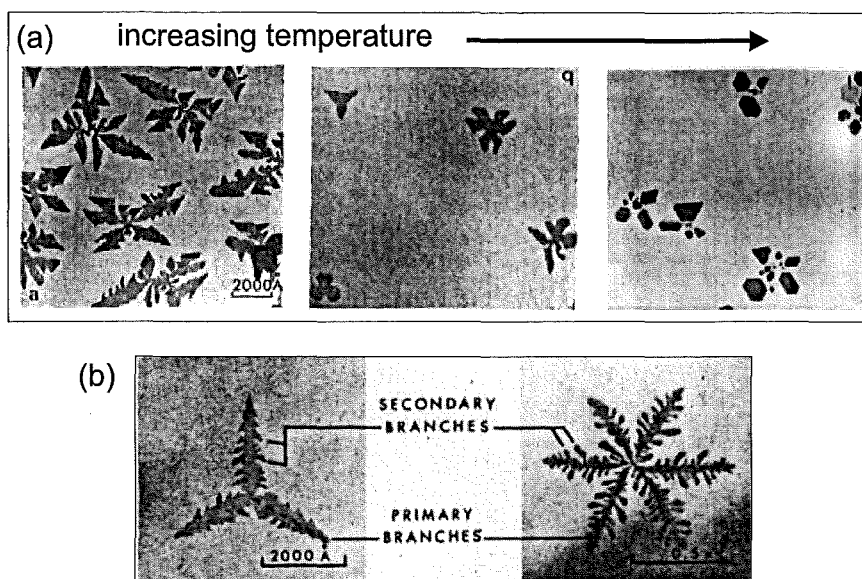 (a)
increasing temperature
q
a
2000Å
(b)
SECONDARY
BRANCHES
PRIMARY
BRANCHES
2000 Å